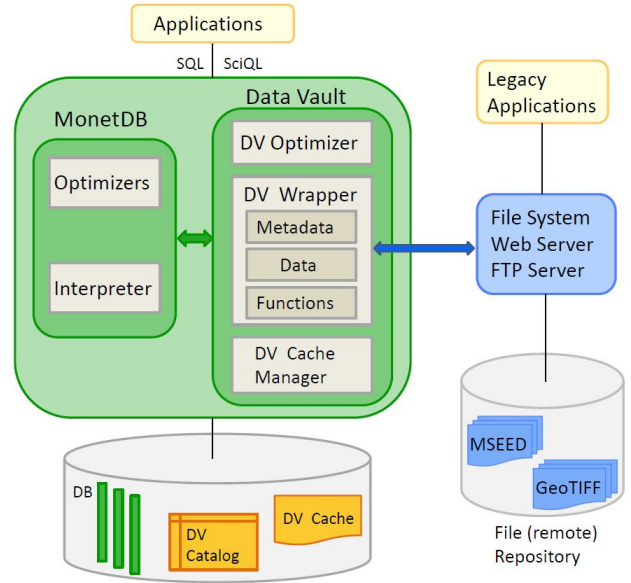 Applications
SQL SciQL
Data Vault
MonetDB
Optimizers
Interpreter
DV Optimizer
DV Wrapper
Metadata
Data
Functions
DV Cache
Manager
Legacy
Applications
File System
Web Server
FTP Server
DB
DV
Catalog
DV Cache
MSEED
GeoTIFF
File (remote)
Repository